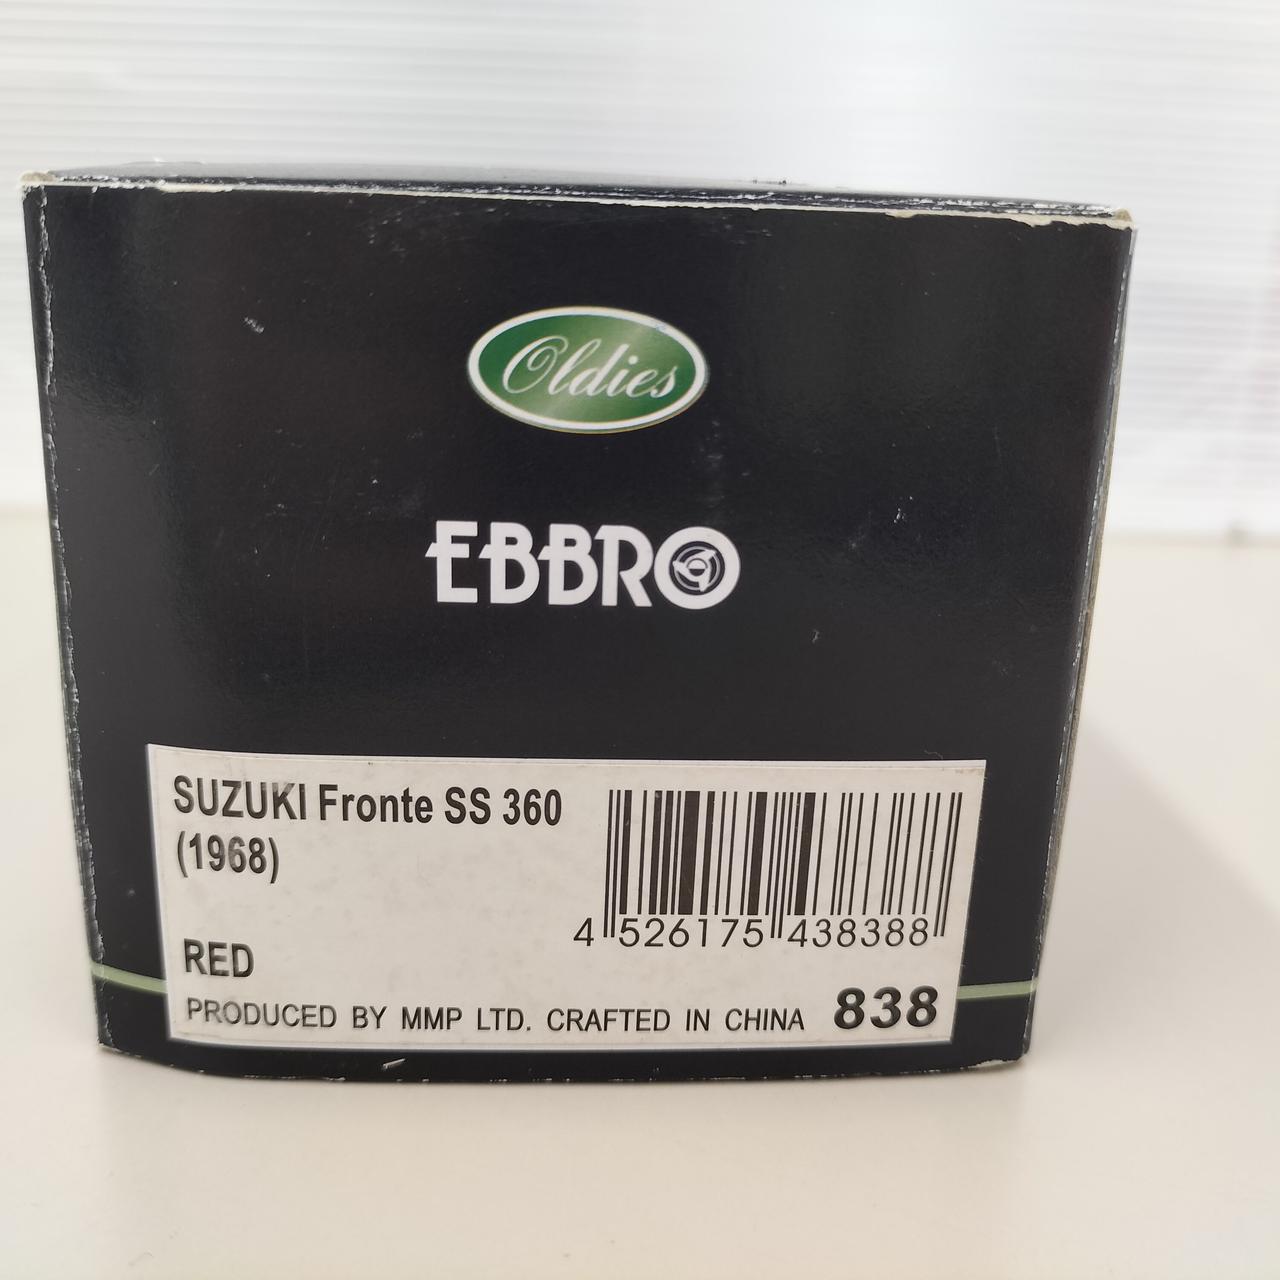 Oldies
EBBRO
SUZUKI Fronte SS 360
(1968)
4 526175 438388
RED
PRODUCED BY MMP LTD. CRAFTED IN CHINA 838